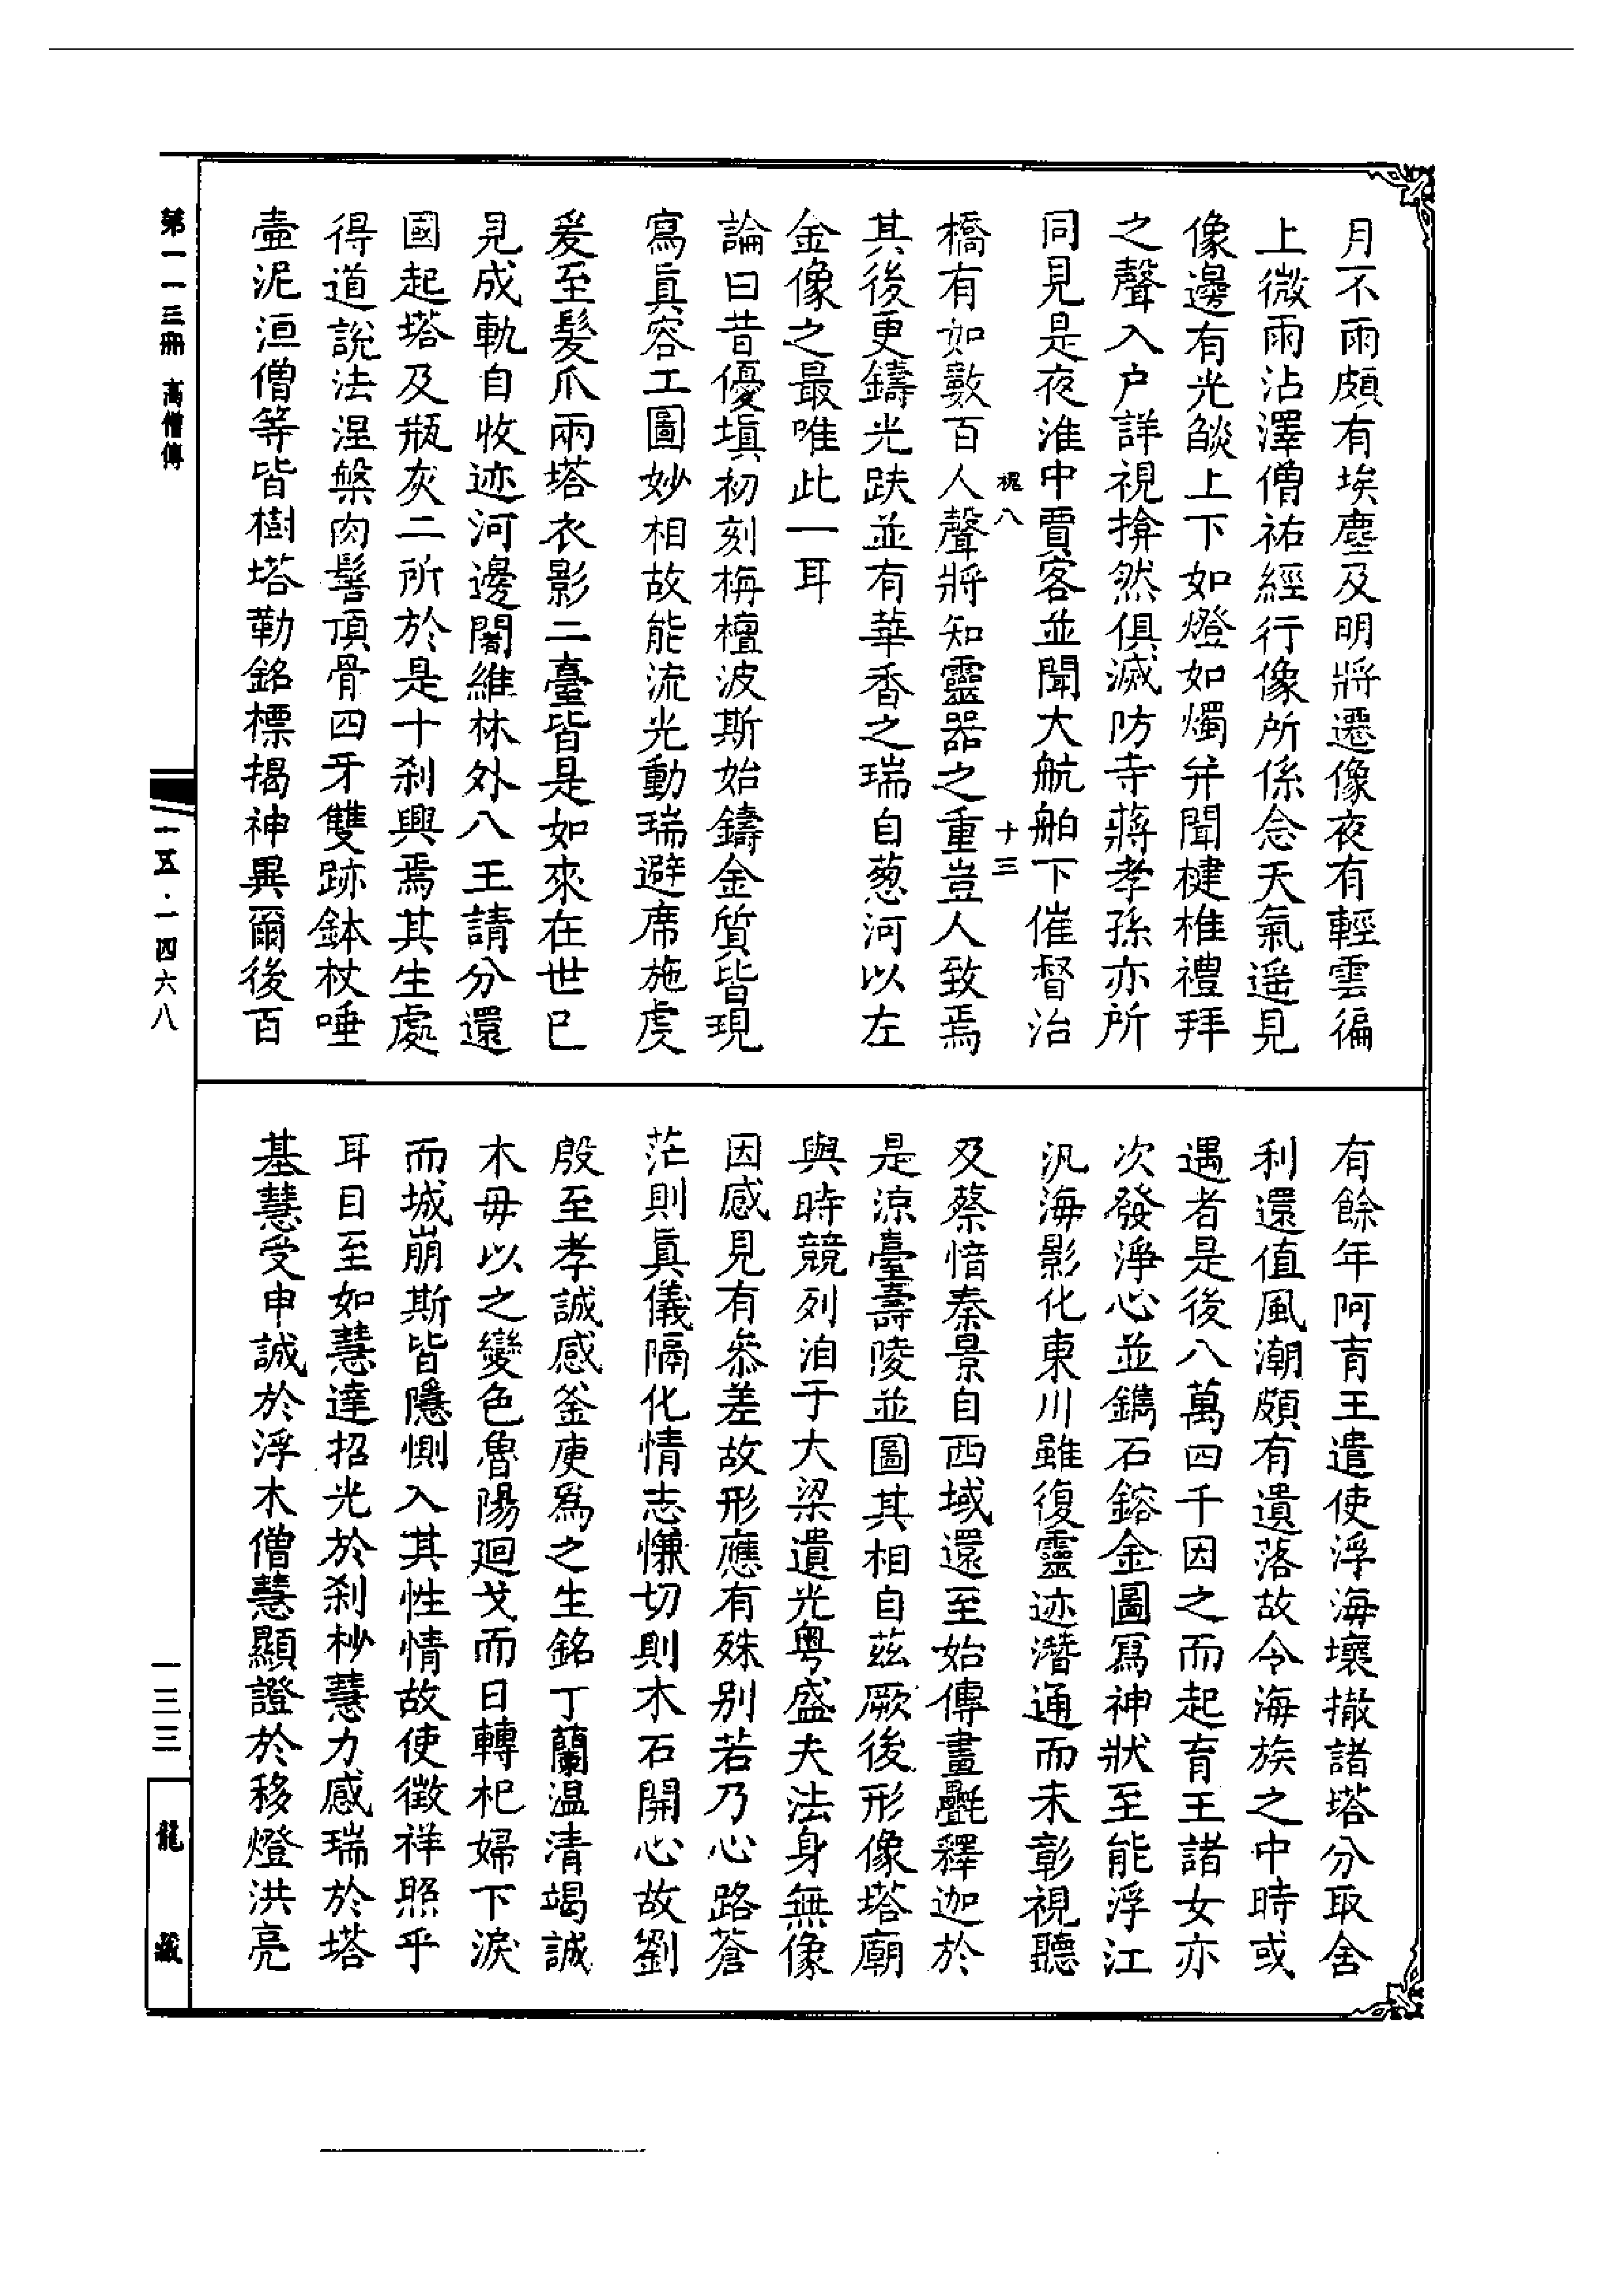 月不雨頗有埃塵及明將遷像夜有輕雲徧
上微雨沾澤僧祐經行像所係念天氣遥見
像邊有光燄上下如燈如燭并聞楗椎禮拜
之聲入户詳視揜然俱滅防寺蔣孝孫亦所
同見是夜淮中賈客並聞大航舶下催督治
槐八 十三
橋有如數百人聲將知靈器之重豈人致焉
其後更鑄光趺並有華香之瑞自葱河以左
金像之最唯此一耳
論曰昔優塡初刻栴檀波斯始鑄金質皆現
寫眞容工圖妙相故能流光動瑞避席施虔
爰至髮爪兩塔衣影二臺皆是如來在世已
見成軌自收迹河邊闍維林外八王請分還
國起塔及瓶灰二所於是十刹興焉其生處
得道說法涅槃肉髻頂骨四牙雙跡鉢杖唾
壺泥洹僧等皆樹塔勒銘標揭神異爾後百
有餘年阿育王遣使浮海壞撤諸塔分取舍
利還值風潮頗有遺落故今海族之中時或
遇者是後八萬四千因之而起育王諸女亦
次發淨心並鐫石鎔金圖寫神狀至能浮江
汎海影化東川雖復靈迹潛通而未彰視聽
及蔡愔秦景自西域還至始傳畫㲲釋迦於
是涼臺壽陵並圖其相自茲厥後形像塔廟
與時競列洎于大梁遺光粤盛夫法身無像
因感見有叅差故形應有殊别若乃心路蒼
茫則眞儀隔化情志慊切則木石開心故劉
殷至孝誠感釜庾爲之生銘丁蘭温凊竭誠
木母以之變色魯陽廻戈而日轉杞婦下淚
而城崩斯皆隱惻入其性情故使徵祥照乎
耳目至如慧達招光於刹杪慧力感瑞於塔
基慧受申誠於浮木僧慧顯證於移燈洪亮
第一一三冊 高僧傳
一五·一四六八
一三三
龍藏